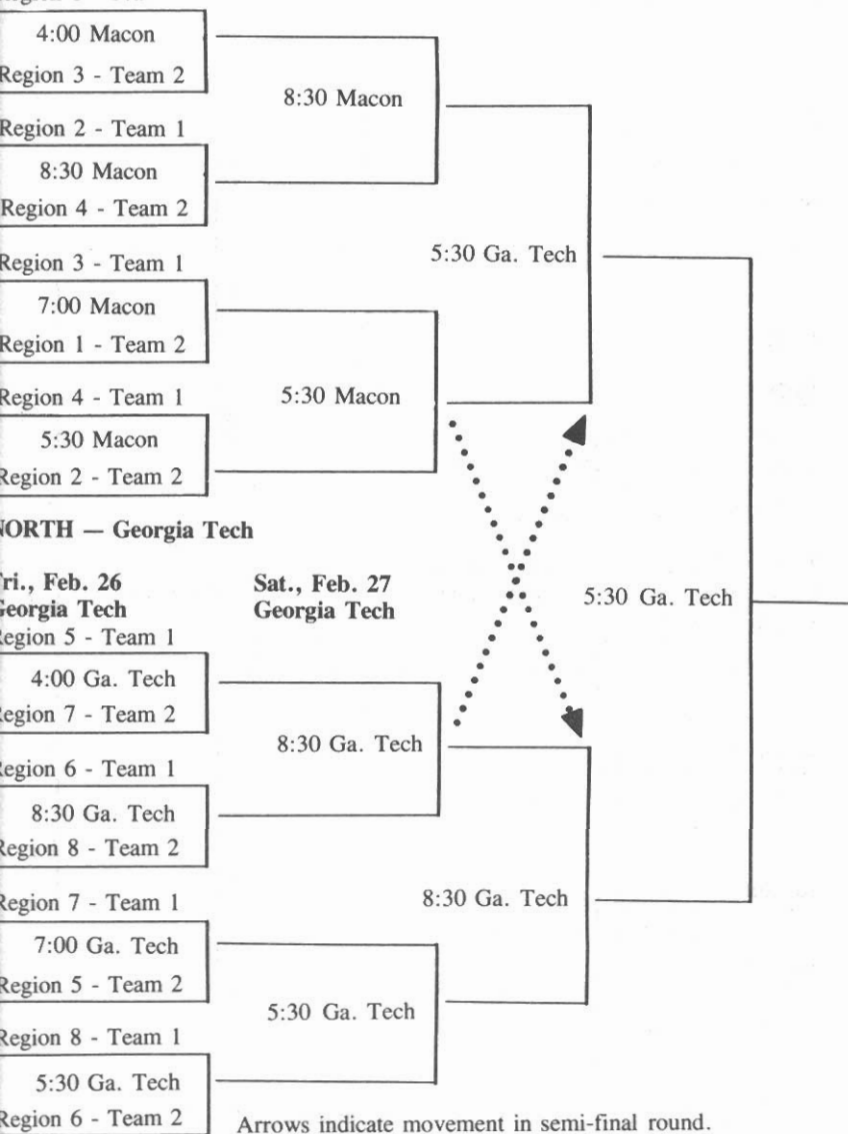 4:00 Macon
Region 3 - Team 2
Region 2 - Team 1
8:30 Macon
Region 4 - Team 2
Region 3 - Team 1
7:00 Macon
Region 1 - Team 2
Region 4 - Team 1
5:30 Macon
Region 2 - Team 2
8:30 Macon
5:30 Macon
5:30 Ga. Tech
NORTH — Georgia Tech
Fri., Feb. 26
Georgia Tech
Region 5 - Team 1
4:00 Ga. Tech
Region 7 - Team 2
Region 6 - Team 1
8:30 Ga. Tech
Region 8 - Team 2
Region 7 - Team 1
7:00 Ga. Tech
Region 5 - Team 2
Region 8 - Team 1
5:30 Ga. Tech
Region 6 - Team 2
Sat., Feb. 27
Georgia Tech
8:30 Ga. Tech
5:30 Ga. Tech
8:30 Ga. Tech
5:30 Ga. Tech
Arrows indicate movement in semi-final round.